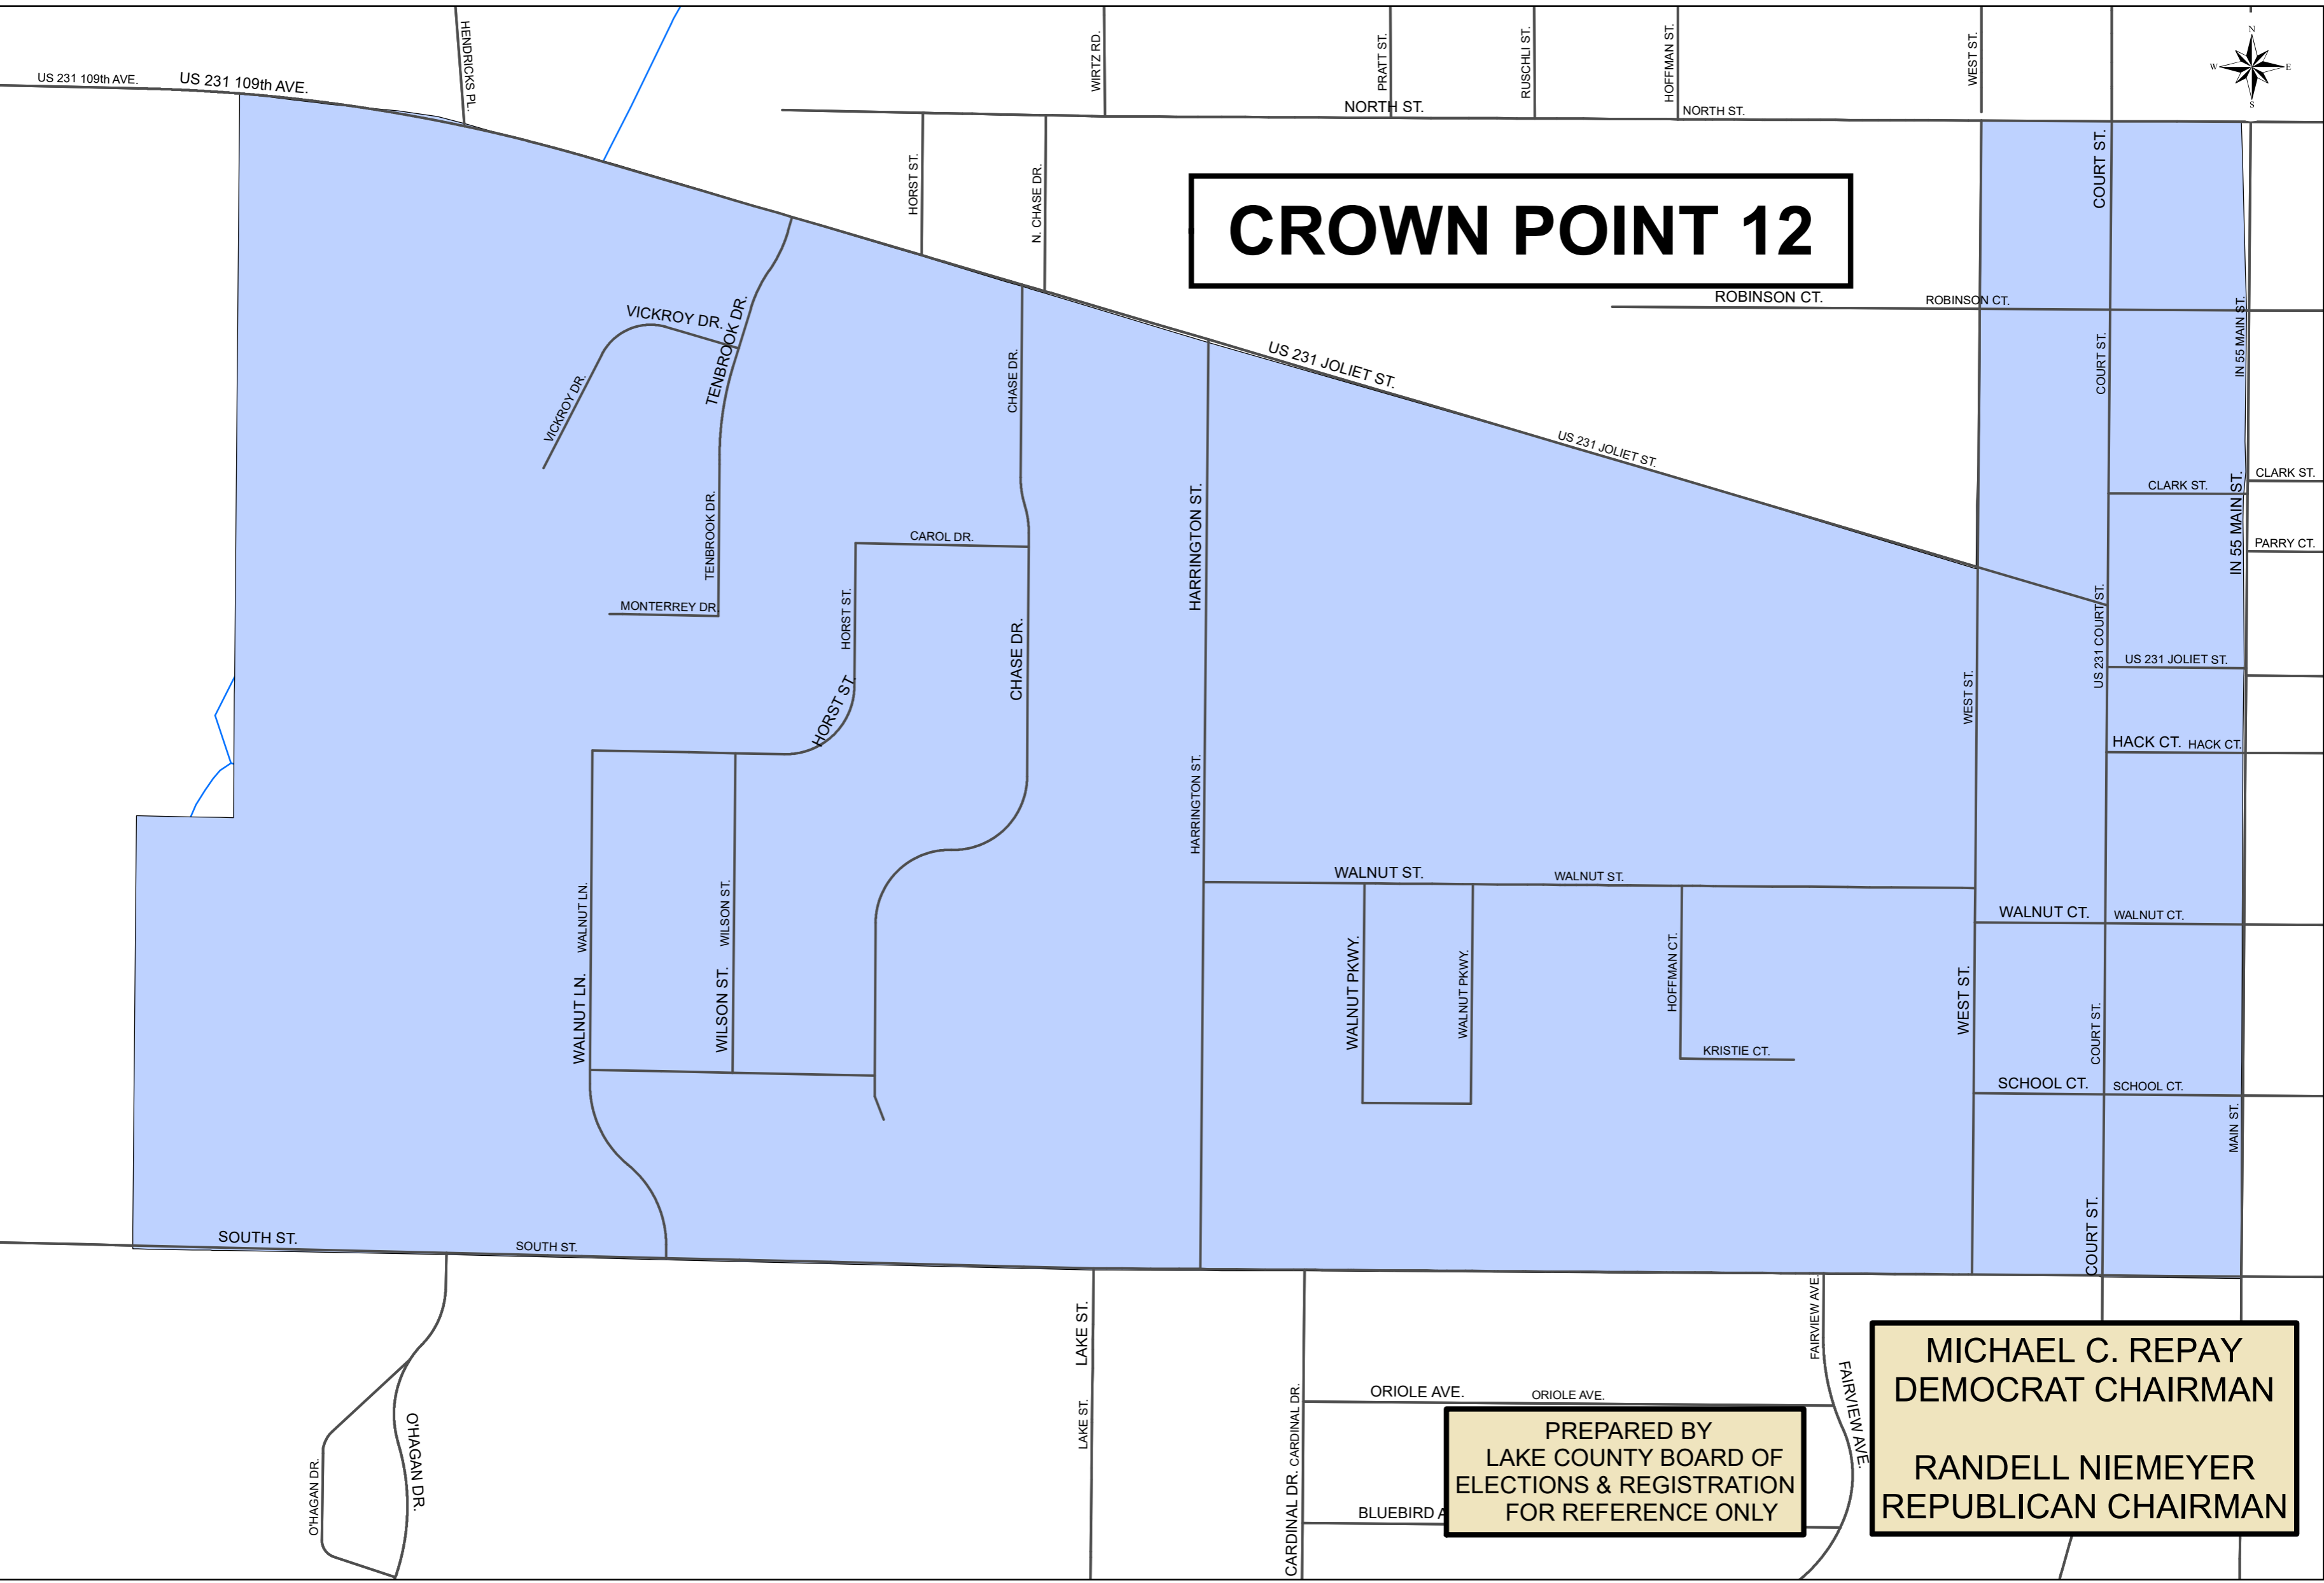 HENDRICKS PL.
WIRTZ RD.
PRATT ST.
RUSCHLI ST.
HOFFMAN ST.
WEST ST.
N
W
E
S
US 231 109th AVE.
US 231 109th AVE.
NORTH ST.
NORTH ST.
COURT ST.
HORST ST.
N. CHASE DR.
CROWN POINT 12
ROBINSON CT.
ROBINSON CT.
IN 55 MAIN ST.
VICKROY DR.
TENBROOK DR.
VICKROY DR.
CHASE DR.
US 231 JOLIET ST.
COURT ST.
US 231 JOLIET ST.
CLARK ST.
CLARK ST.
HARRINGTON ST.
IN 55 MAIN ST.
PARRY CT.
TENBROOK DR.
CAROL DR.
MONTERREY DR.
HORST ST.
CHASE DR.
US 231 COURT ST.
US 231 JOLIET ST.
WEST ST.
HORST ST.
HACK CT.
HACK CT.
HARRINGTON ST.
WALNUT ST.
WALNUT ST.
WALNUT LN.
WILSON ST.
WALNUT CT.
WALNUT CT.
WALNUT PKWY.
WALNUT PKWY.
HOFFMAN CT.
WEST ST.
WALNUT LN.
WILSON ST.
KRISTIE CT.
COURT ST.
SCHOOL CT.
SCHOOL CT.
MAIN ST.
SOUTH ST.
SOUTH ST.
COURT ST.
LAKE ST.
FAIRVIEW AVE.
LAKE ST.
CARDINAL DR.
ORIOLE AVE.
ORIOLE AVE.
FAIRVIEW AVE.
O'HAGAN DR.
O'HAGAN DR.
CARDINAL DR.
BLUEBIRD A
PREPARED BY
LAKE COUNTY BOARD OF
ELECTIONS & REGISTRATION
FOR REFERENCE ONLY
MICHAEL C. REPAY
DEMOCRAT CHAIRMAN
RANDELL NIEMEYER
REPUBLICAN CHAIRMAN